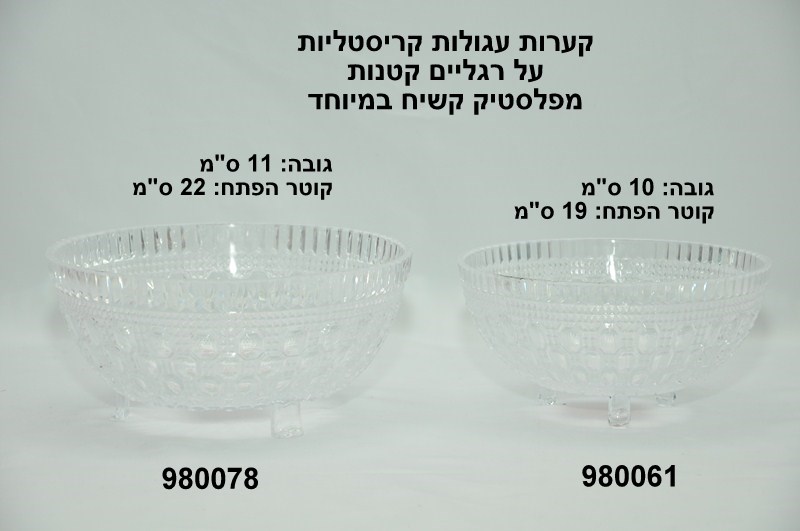 קערות עגולות קריסטליות
על רגליים קטנות
מפלסטיק קשיח במיוחד
גובה: 10 ס"מ
קוטר הפתח: 19 ס"מ
גובה: 11 ס"מ
קוטר הפתח: 22 ס"מ
980061
980078